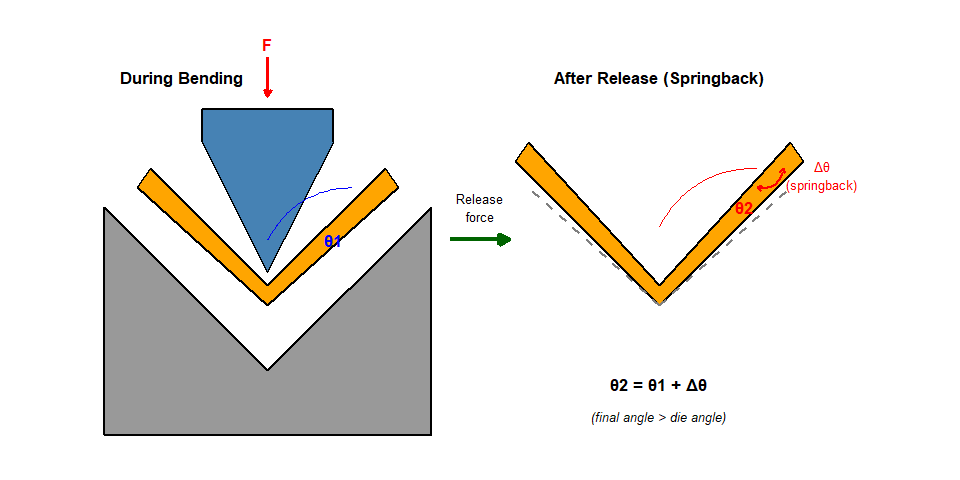 F
During Bending
After Release (Springback)
Δθ
(springback)
Release
force
θ2
θ1
θ2 = θ1 + Δθ
(final angle > die angle)